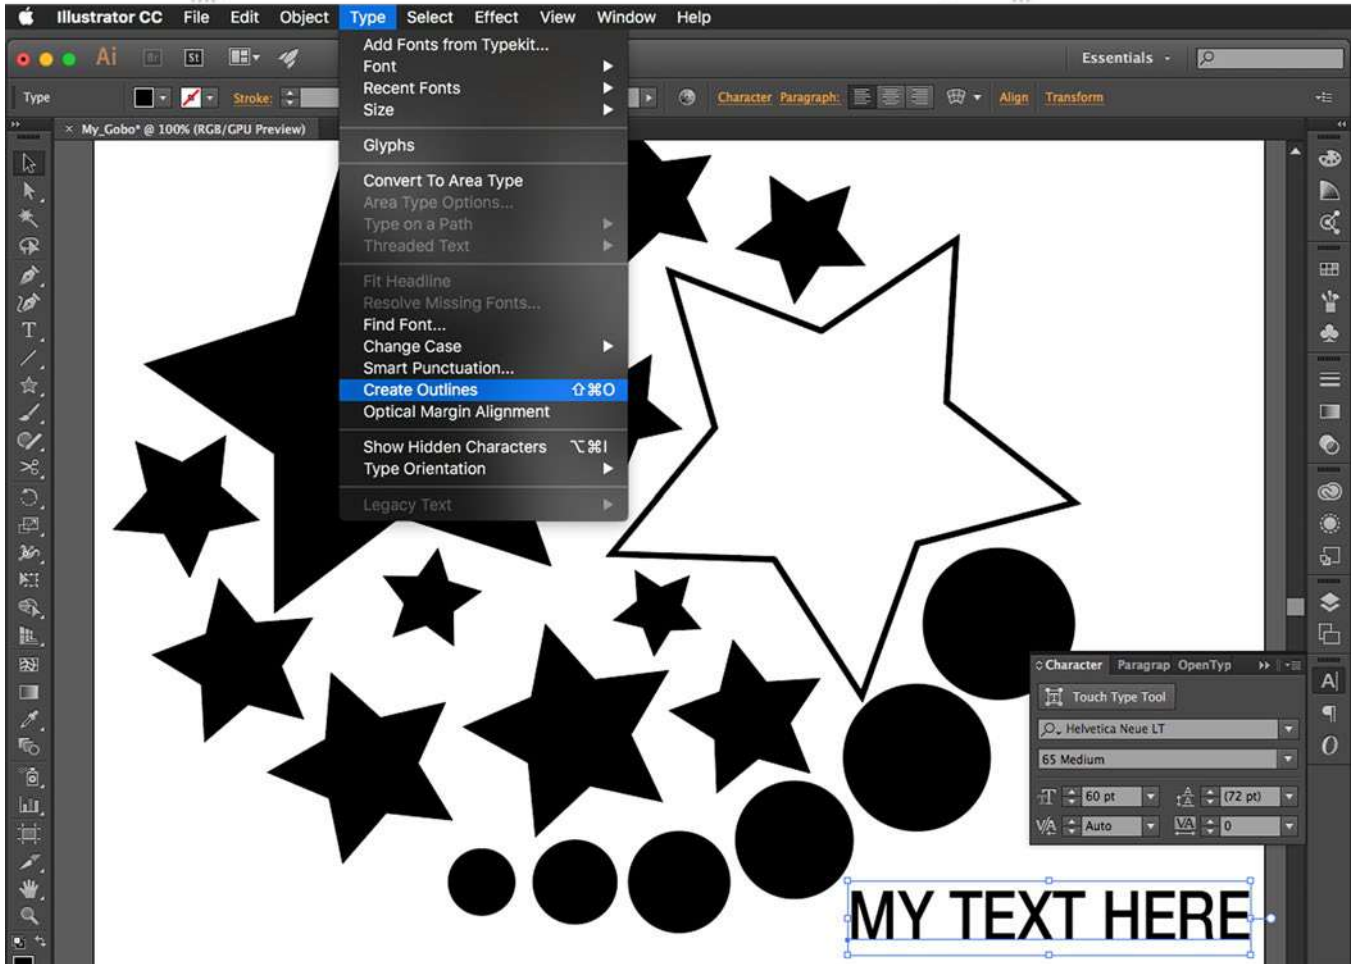 Illustrator CC File Edit Object Type Select Effect View Window Help
Ai Br St Essentials
Type Stroke: Character Paragraph: Align Transform
× My_Gobo* @ 100% (RGB/GPU Preview)
Add Fonts from Typekit...
Font
Recent Fonts
Size
Glyphs
Convert To Area Type
Area Type Options...
Type on a Path
Threaded Text
Fit Headline
Resolve Missing Fonts...
Find Font...
Change Case
Smart Punctuation...
Create Outlines ⇧⌘O
Optical Margin Alignment
Show Hidden Characters ⌥⌘I
Type Orientation
Legacy Text
Character Paragrap OpenTyp
Touch Type Tool
Helvetica Neue LT
65 Medium
60 pt (72 pt)
Auto 0
MY TEXT HERE